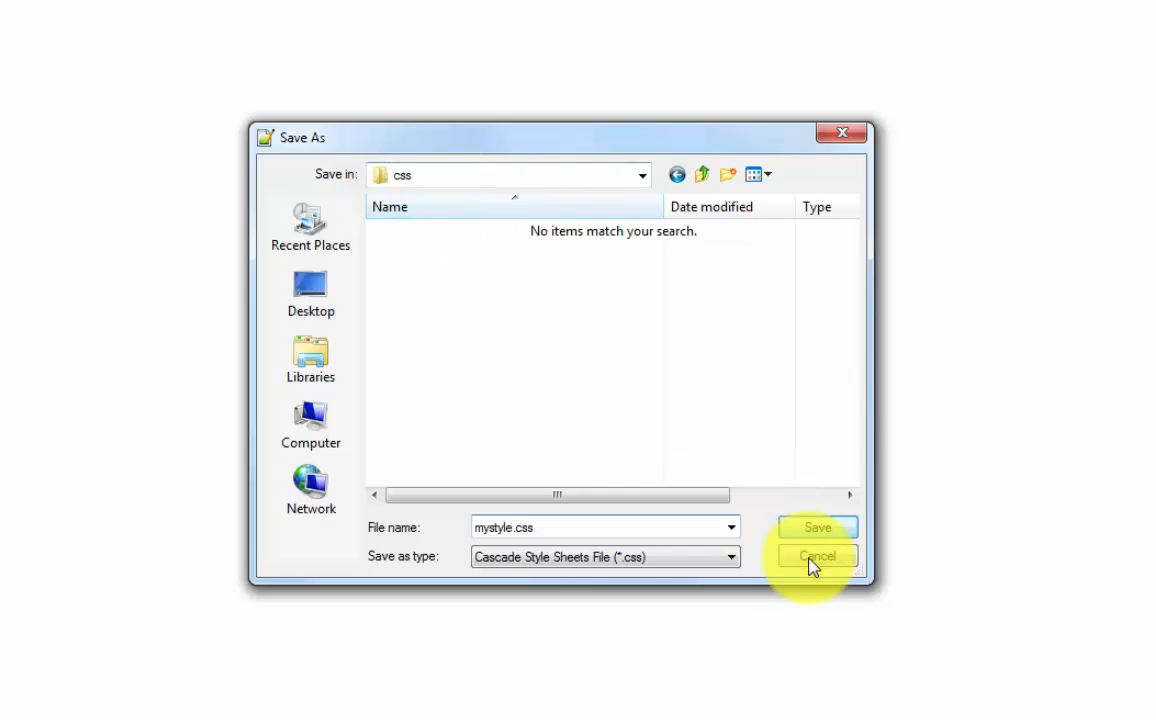 Save As
Save in: css
Name Date modified Type
No items match your search.
Recent Places
Desktop
Libraries
Computer
Network
File name: mystyle.css Save
Save as type: Cascade Style Sheets File (*.css) Cancel